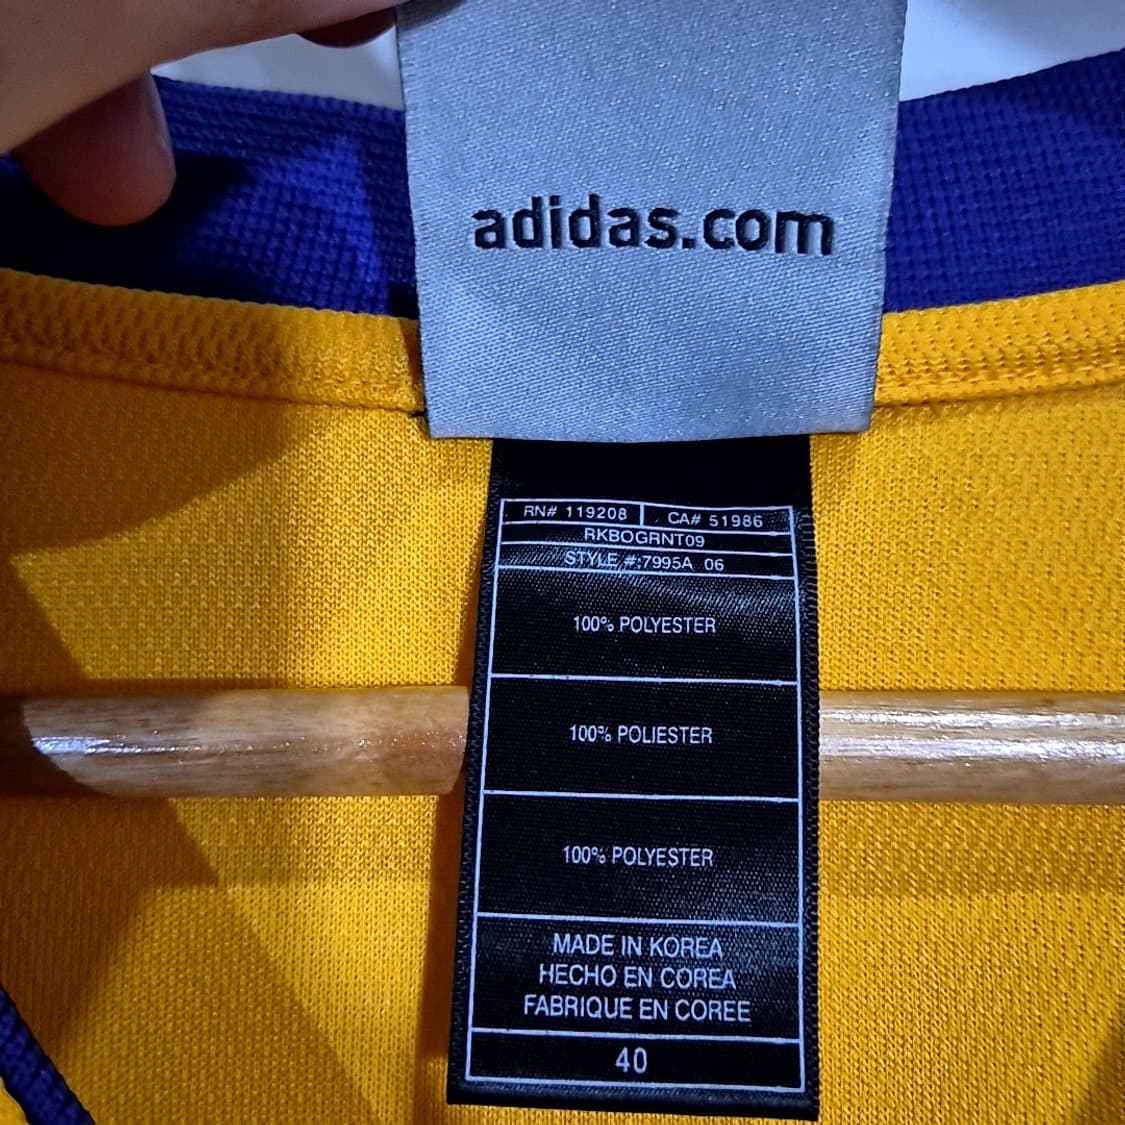 adidas.com
RN# 119208 CA# 51986
RKBOGRNT09
STYLE #:7995A 06
100% POLYESTER
100% POLIESTER
100% POLYESTER
MADE IN KOREA
HECHO EN COREA
FABRIQUE EN COREE
40